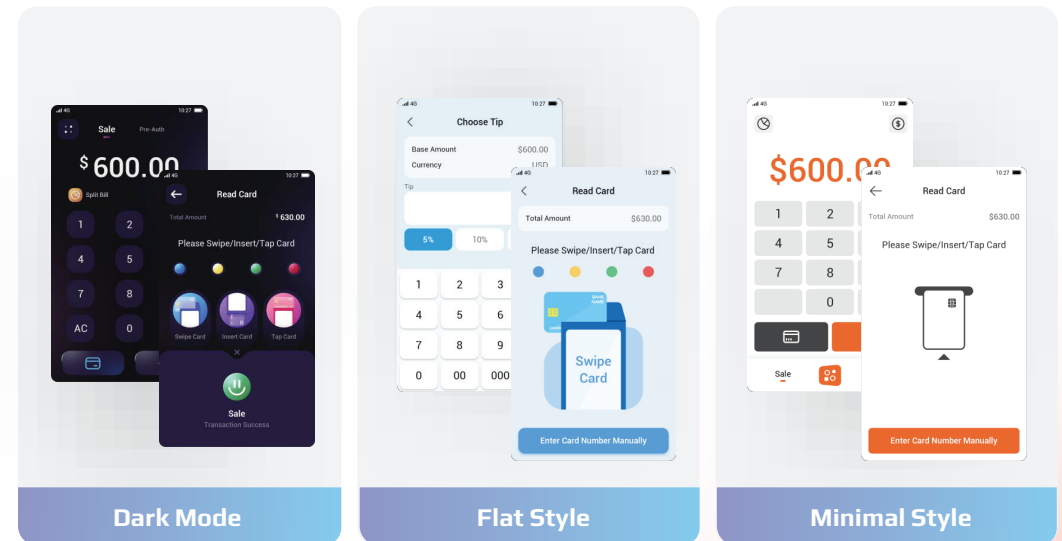 4G 10:27
Sale Pre-Auth
$600.00
Split Bill
1 2
4 5
7 8
AC 0
4G 10:27
Read Card
Total Amount $630.00
Please Swipe/Insert/Tap Card
Swipe Card Insert Card Tap Card
Sale
Transaction Success
Dark Mode
4G 10:27
Choose Tip
Base Amount $600.00
Currency USD
Tip
5% 10%
1 2 3
4 5 6
7 8 9
0 00 000
4G 10:27
Read Card
Total Amount $630.00
Please Swipe/Insert/Tap Card
BANK
NAME
Swipe
Card
Enter Card Number Manually
Flat Style
4G 10:27
$
$600.00
1 2
4 5
7 8
0
Sale
4G 10:27
Read Card
Total Amount $630.00
Please Swipe/Insert/Tap Card
Enter Card Number Manually
Minimal Style